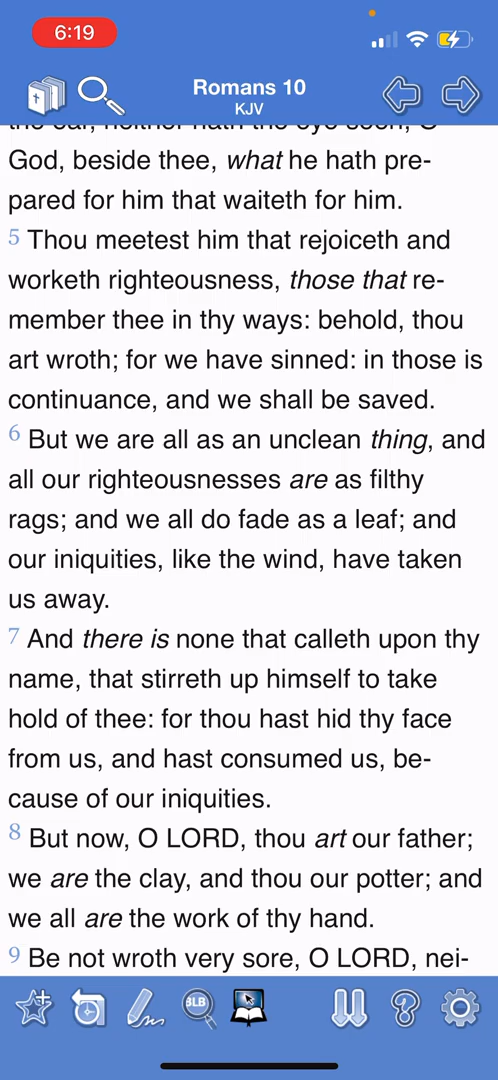 6:19
Romans 10
KJV
the ear, neither hath the eye seen, O
God, beside thee, what he hath pre-
pared for him that waiteth for him.
5 Thou meetest him that rejoiceth and
worketh righteousness, those that re-
member thee in thy ways: behold, thou
art wroth; for we have sinned: in those is
continuance, and we shall be saved.
6 But we are all as an unclean thing, and
all our righteousnesses are as filthy
rags; and we all do fade as a leaf; and
our iniquities, like the wind, have taken
us away.
7 And there is none that calleth upon thy
name, that stirreth up himself to take
hold of thee: for thou hast hid thy face
from us, and hast consumed us, be-
cause of our iniquities.
8 But now, O LORD, thou art our father;
we are the clay, and thou our potter; and
we all are the work of thy hand.
9 Be not wroth very sore, O LORD, nei-
BLB